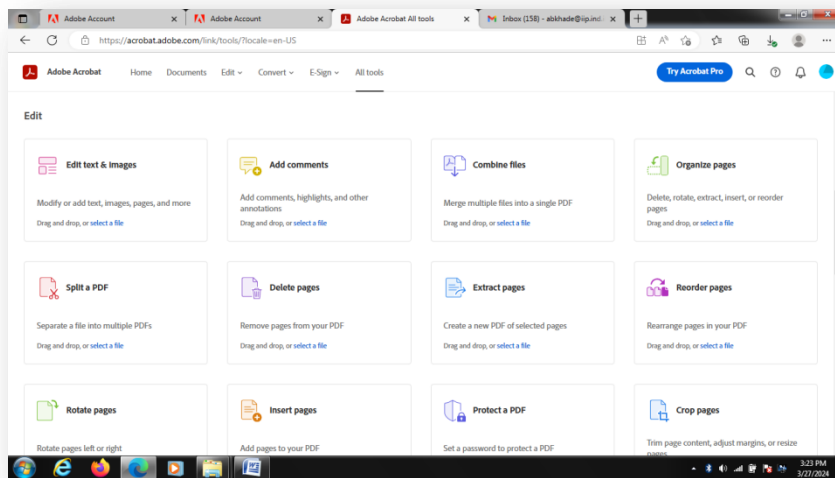 Adobe Account
Adobe Account
Adobe Acrobat All tools
Inbox (158) - abkhade@iip.ind.
https://acrobat.adobe.com/link/tools/?locale=en-US
Adobe Acrobat Home Documents Edit Convert E-Sign All tools Try Acrobat Pro
Edit
Edit text & images
Modify or add text, images, pages, and more
Drag and drop, or select a file
Add comments
Add comments, highlights, and other
annotations
Drag and drop, or select a file
Combine files
Merge multiple files into a single PDF
Drag and drop, or select a file
Organize pages
Delete, rotate, extract, insert, or reorder
pages
Drag and drop, or select a file
Split a PDF
Separate a file into multiple PDFs
Drag and drop, or select a file
Delete pages
Remove pages from your PDF
Drag and drop, or select a file
Extract pages
Create a new PDF of selected pages
Drag and drop, or select a file
Reorder pages
Rearrange pages in your PDF
Drag and drop, or select a file
Rotate pages
Rotate pages left or right
Insert pages
Add pages to your PDF
Protect a PDF
Set a password to protect a PDF
Crop pages
Trim page content, adjust margins, or resize
pages
3:23 PM
3/27/2024